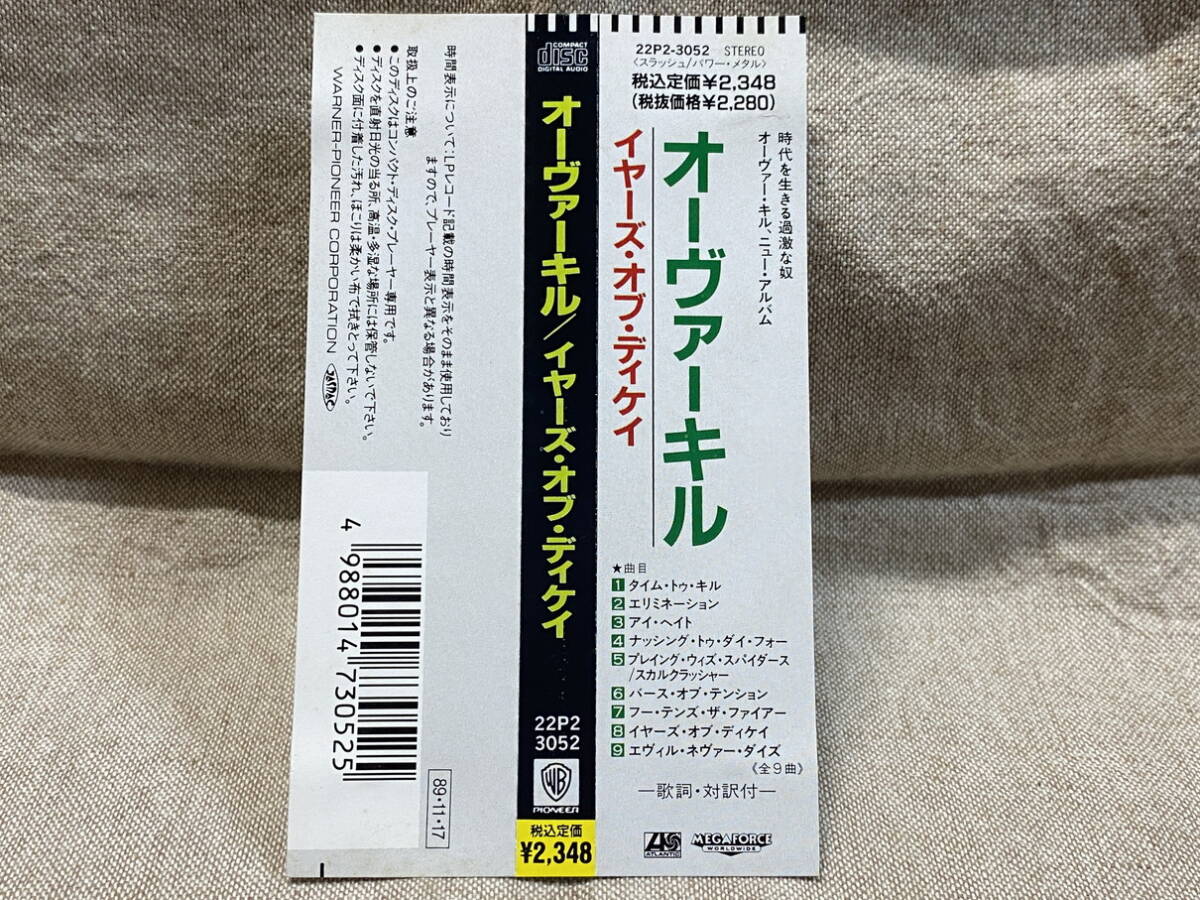 22P2-3052 STEREO
〈スラッシュ/パワー・メタル〉
税込定価¥2,348
(税抜価格¥2,280)
時代を生きる過激な奴
オーヴァー・キル、ニュー・アルバム
オーヴァーキル
イヤーズ・オブ・ディケイ
★曲目
1 タイム・トゥ・キル
2 エリミネーション
3 アイ・ヘイト
4 ナッシング・トゥ・ダイ・フォー
5 プレイング・ウィズ・スパイダース
/スカルクラッシャー
6 バース・オブ・テンション
7 フー・テンズ・ザ・ファイアー
8 イヤーズ・オブ・ディケイ
9 エヴィル・ネヴァー・ダイズ
《全9曲》
—歌詞・対訳付—
ATLANTIC
MEGAFORCE
WORLDWIDE
COMPACT
disc
DIGITAL AUDIO
オーヴァーキル/イヤーズ・オブ・ディケイ
22P2
3052
WB
PIONEER
税込定価
¥2,348
時間表示について:LPレコード記載の時間表示をそのまま使用しており
ますので、プレーヤー表示と異なる場合があります。
取扱上のご注意
●このディスクはコンパクト・ディスク・プレーヤー専用です。
●ディスクを直射日光の当る所、高温・多湿な場所には保管しないで下さい。
●ディスク面に付着した汚れ、ほこりは柔かい布で拭きとって下さい。
WARNER-PIONEER CORPORATION
JASRAC
4 988014 730525
89・11・17